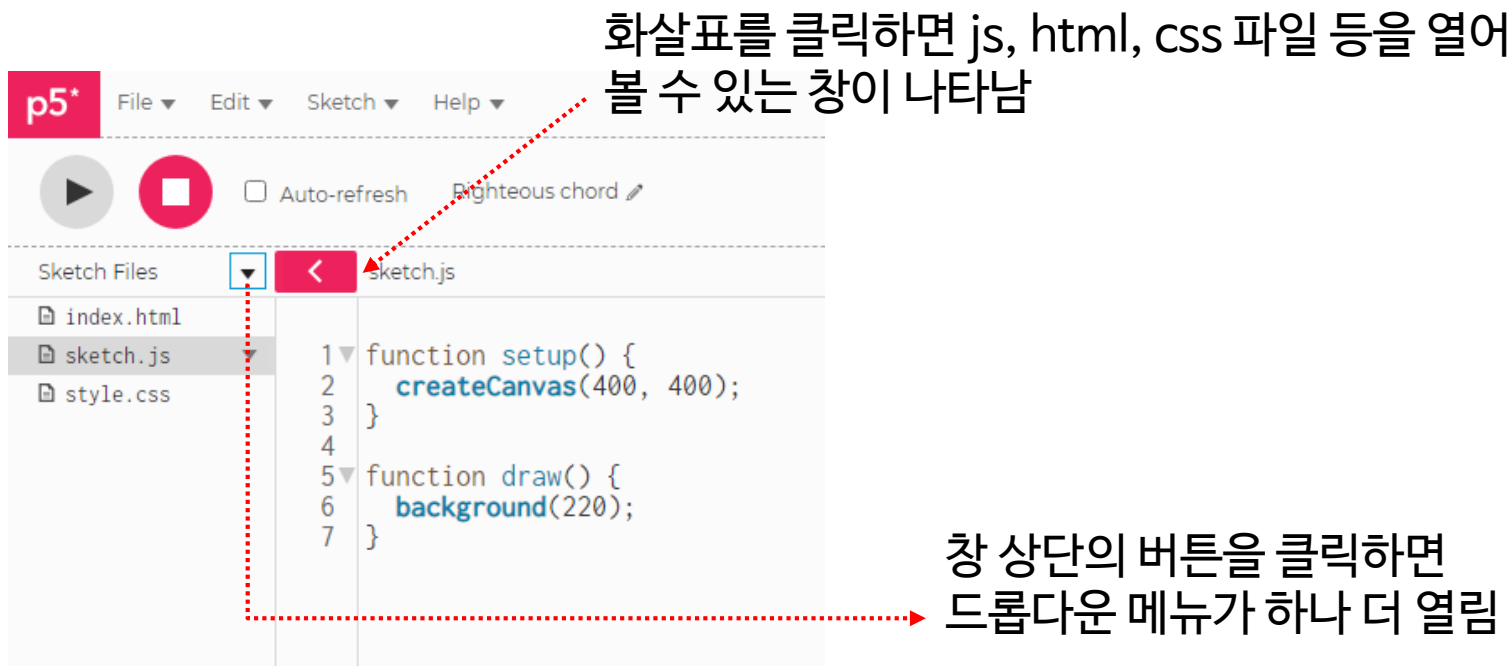 화살표를 클릭하면 js, html, css 파일 등을 열어
볼 수 있는 창이 나타남
p5* File Edit Sketch Help
Auto-refresh Righteous chord
Sketch Files sketch.js
index.html
sketch.js
style.css
1 function setup() {
2   createCanvas(400, 400);
3 }
4
5 function draw() {
6   background(220);
7 }
창 상단의 버튼을 클릭하면
드롭다운 메뉴가 하나 더 열림